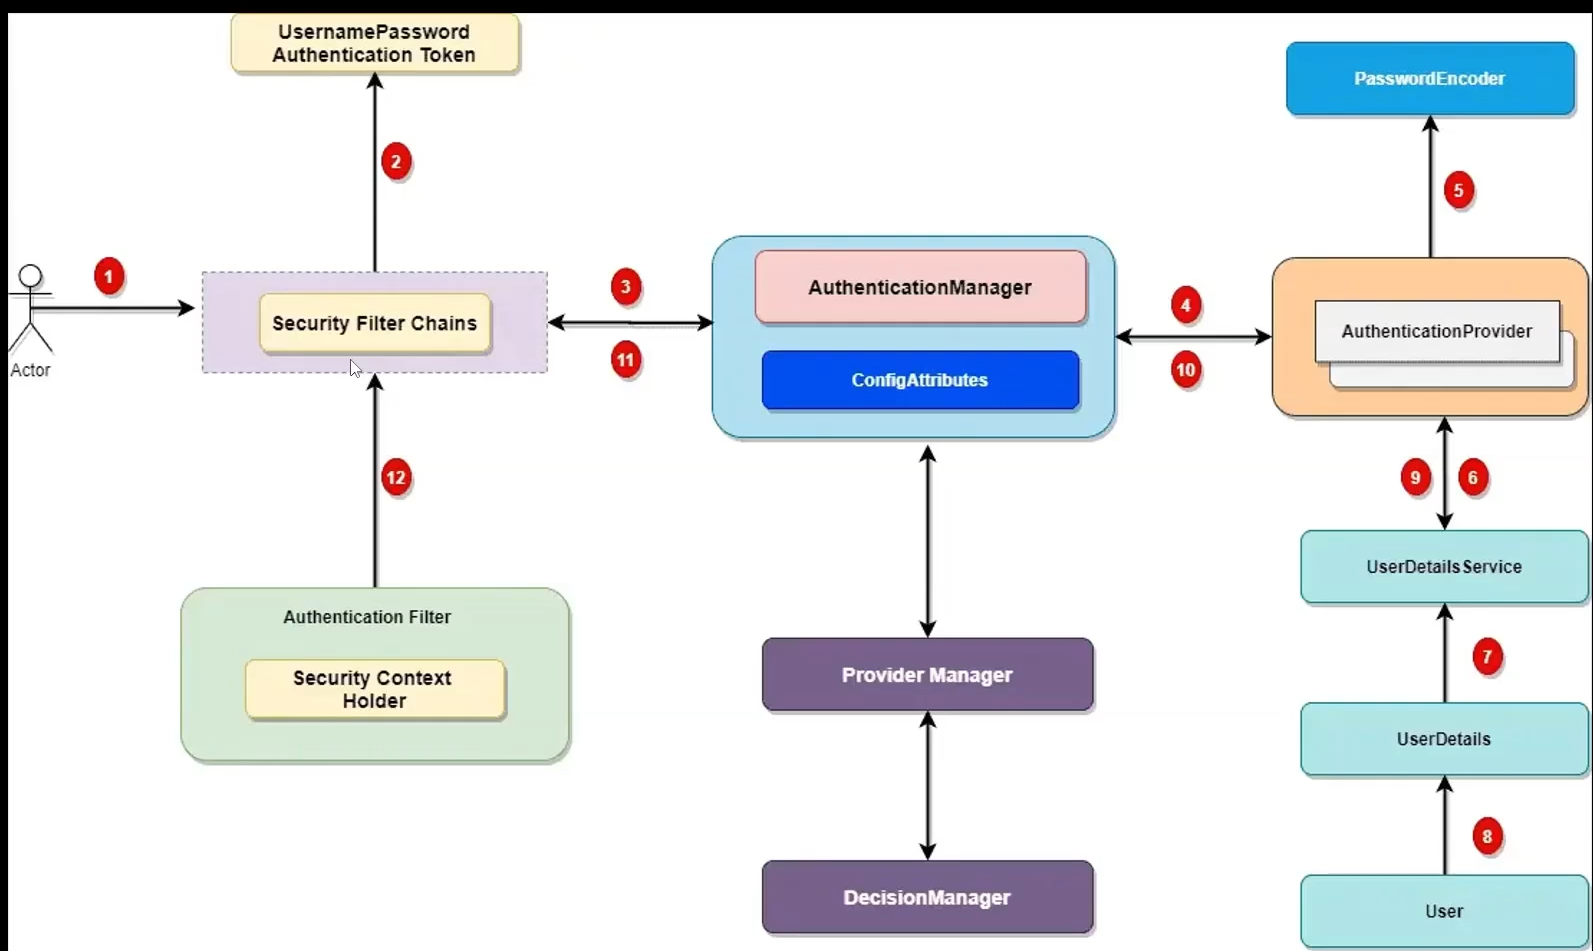 UsernamePassword
Authentication Token
PasswordEncoder
2
5
1
3
AuthenticationManager
4
AuthenticationProvider
Security Filter Chains
11
ConfigAttributes
10
Actor
12
9
6
UserDetailsService
Authentication Filter
Security Context
Holder
Provider Manager
7
UserDetails
8
DecisionManager
User